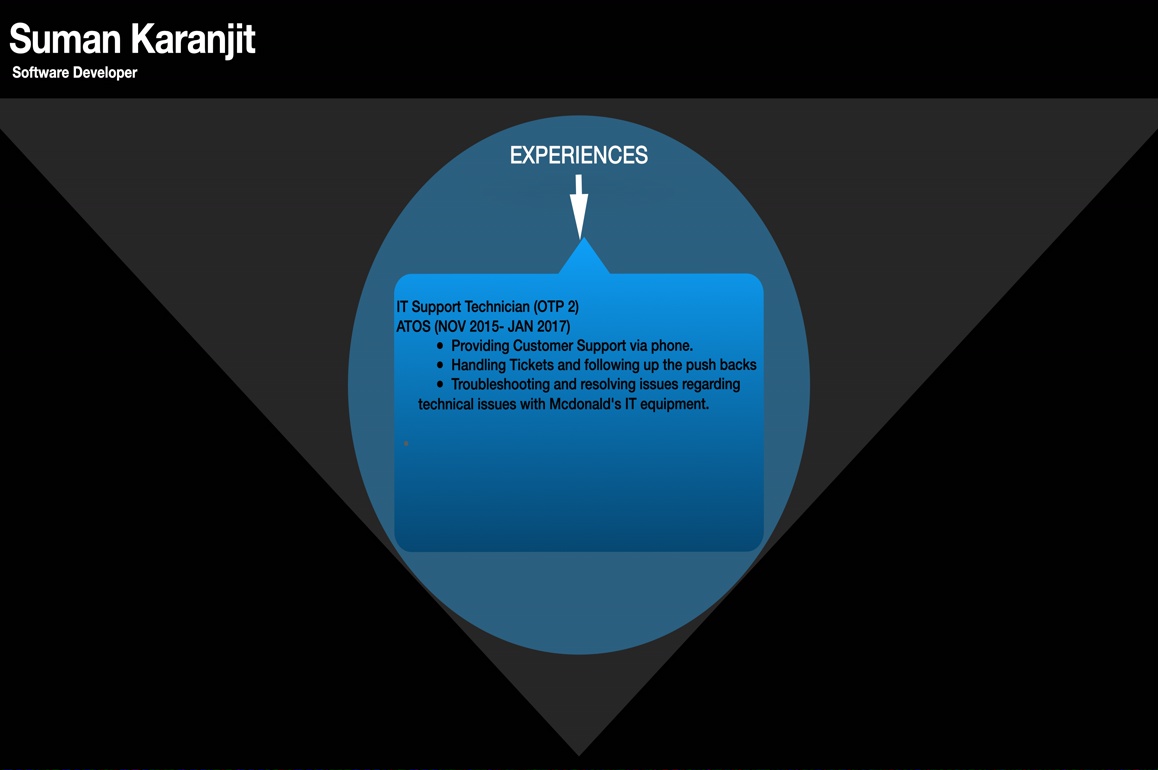 Suman Karanjit
Software Developer
EXPERIENCES
IT Support Technician (OTP 2)
ATOS (NOV 2015- JAN 2017)
• Providing Customer Support via phone.
• Handling Tickets and following up the push backs
• Troubleshooting and resolving issues regarding
technical issues with Mcdonald's IT equipment.
•